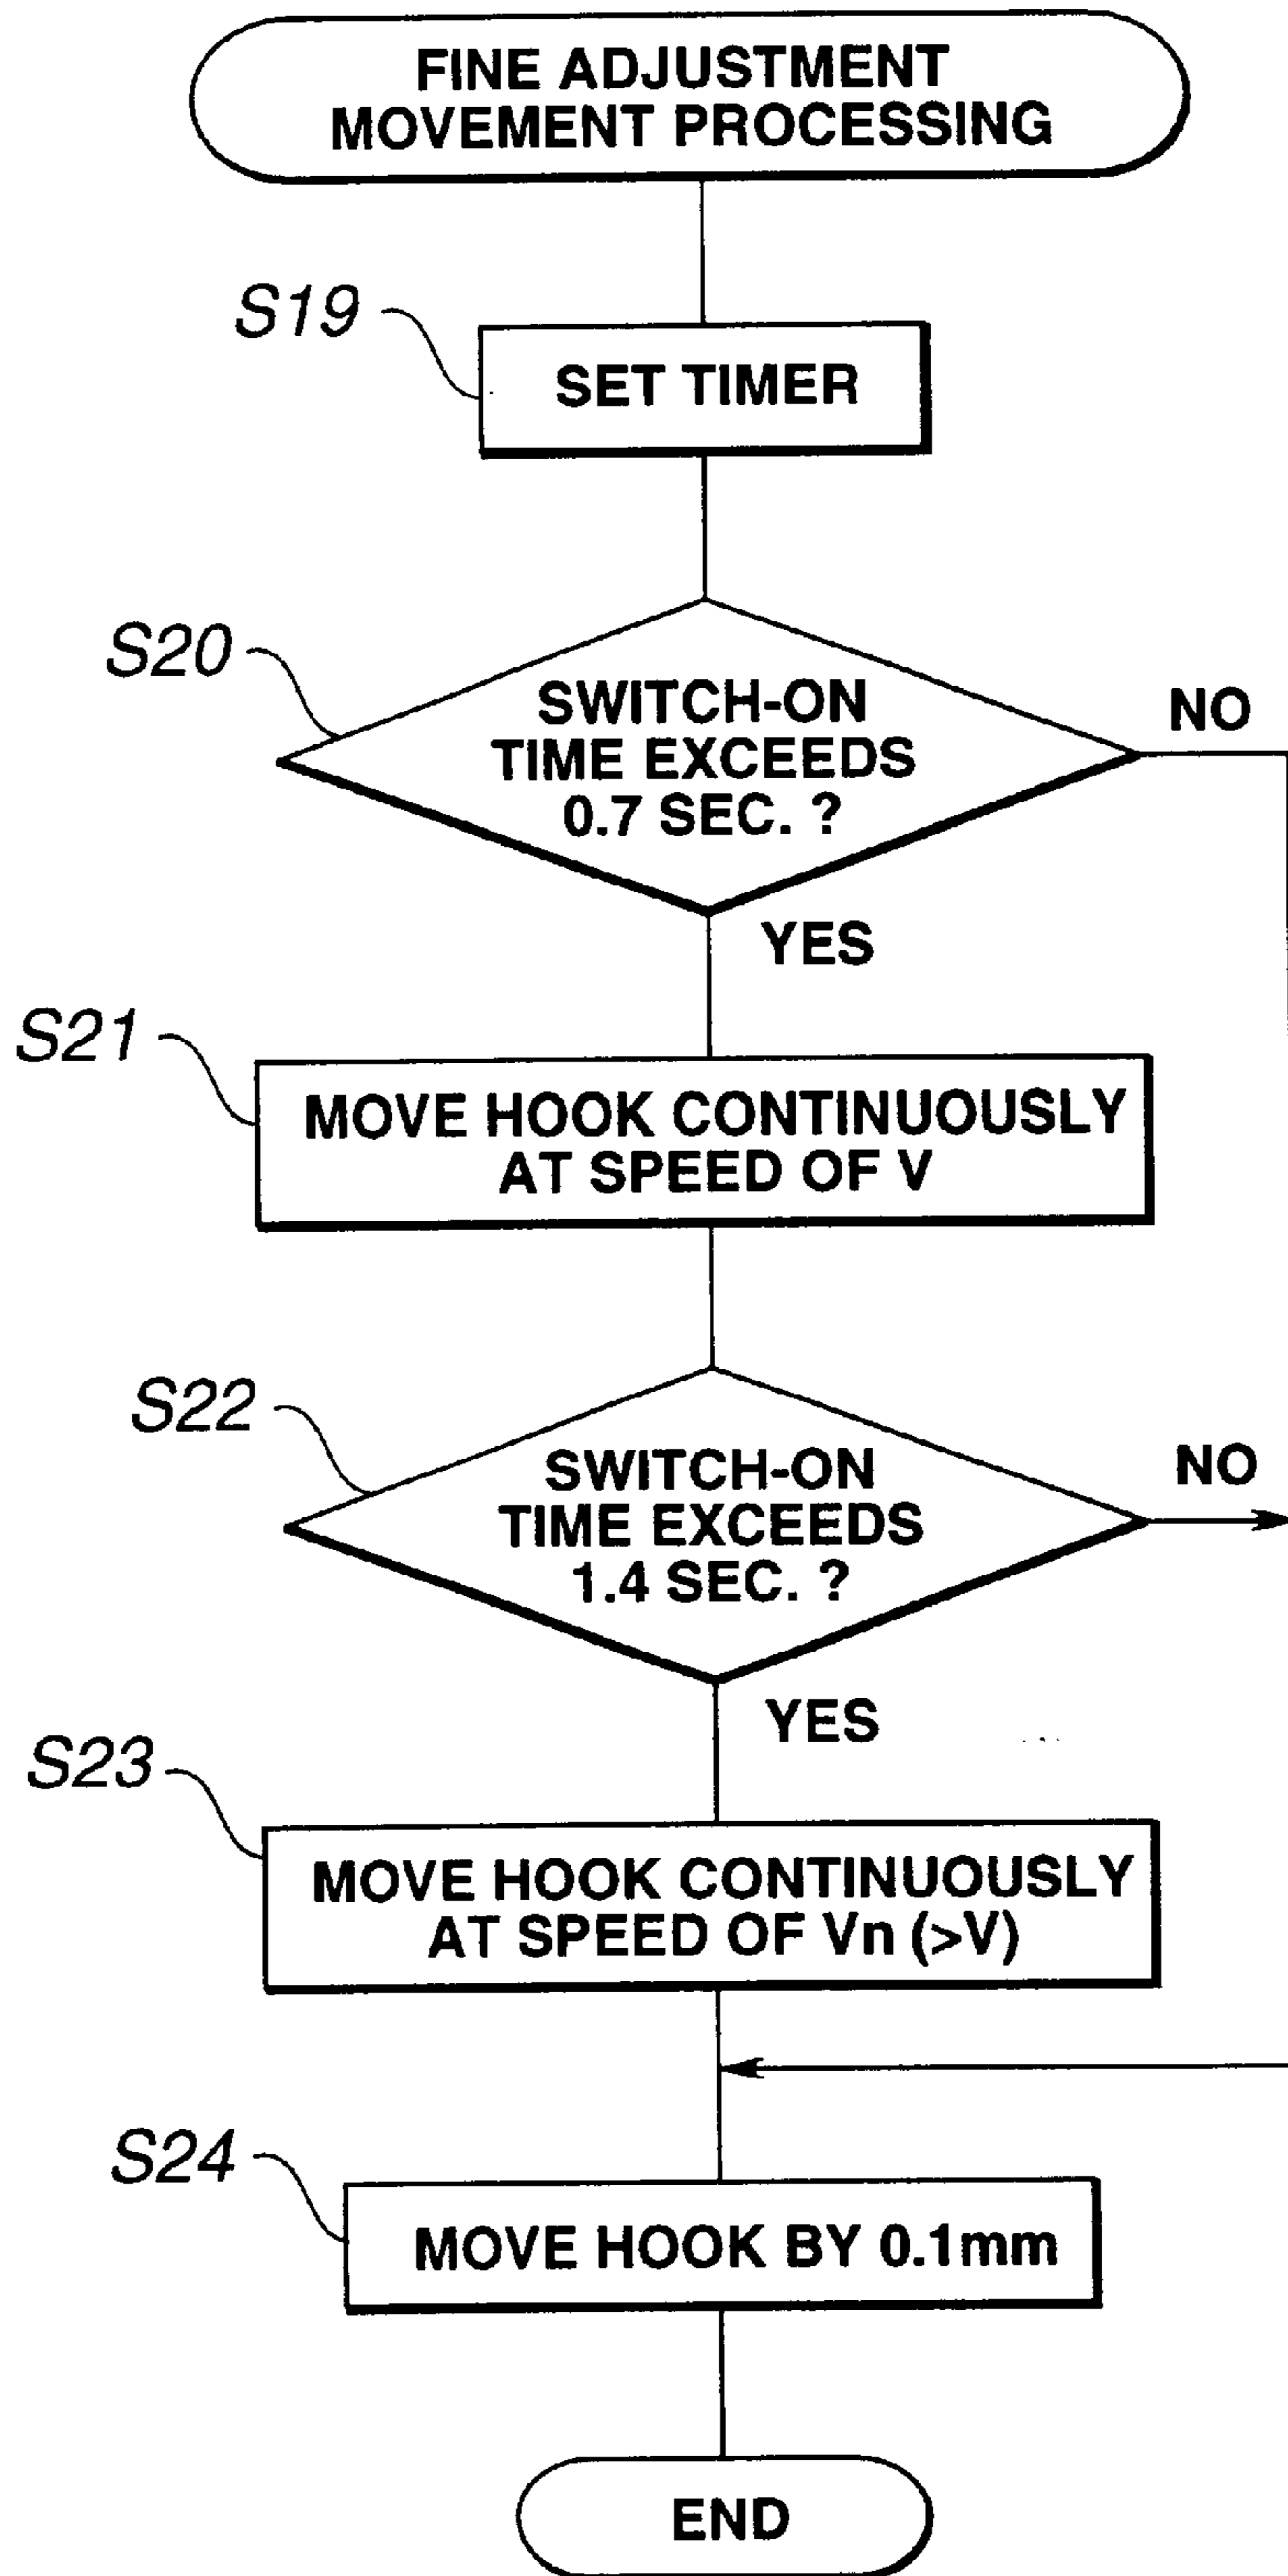 FINE ADJUSTMENT
MOVEMENT PROCESSING
S19
SET TIMER
S20
SWITCH-ON
TIME EXCEEDS
0.7 SEC. ?
NO
YES
S21
MOVE HOOK CONTINUOUSLY
AT SPEED OF V
S22
SWITCH-ON
TIME EXCEEDS
1.4 SEC. ?
NO
YES
S23
MOVE HOOK CONTINUOUSLY
AT SPEED OF Vn (>V)
S24
MOVE HOOK BY 0.1mm
END